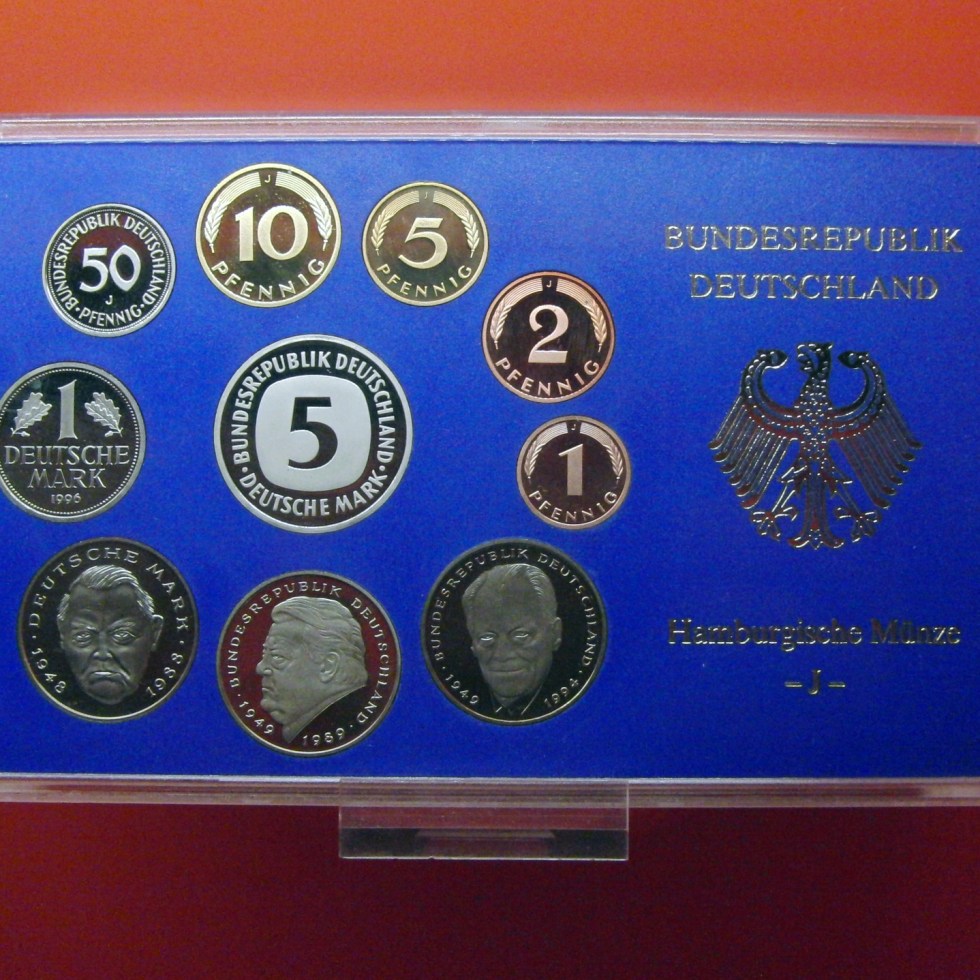 BUNDESREPUBLIK DEUTSCHLAND
50
J
·PFENNIG·
J
10
PFENNIG
J
5
PFENNIG
J
2
PFENNIG
J
1
PFENNIG
1
DEUTSCHE
MARK
1996
·BUNDESREPUBLIK DEUTSCHLAND·
5
DEUTSCHE MARK
·DEUTSCHE MARK·
1948 1988
BUNDESREPUBLIK DEUTSCHLAND
·1949 1989·
BUNDESREPUBLIK DEUTSCHLAND
·1949 1994·
BUNDESREPUBLIK
DEUTSCHLAND
Hamburgische Münze
– J –